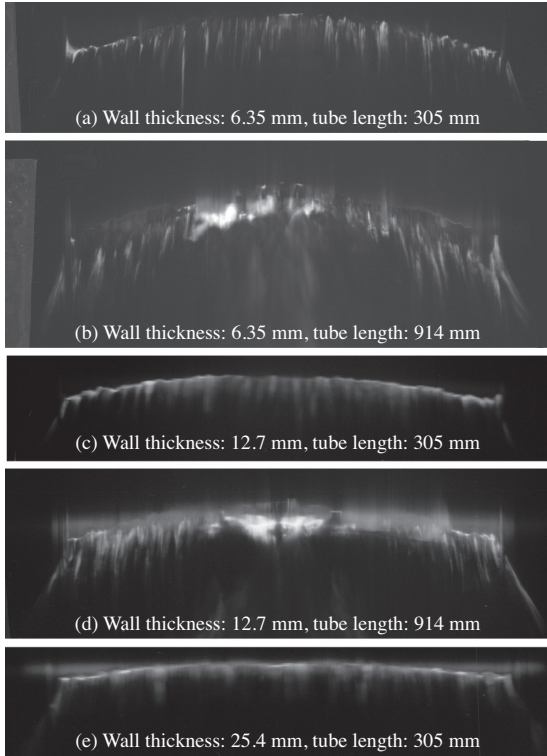 (a) Wall thickness: 6.35 mm, tube length: 305 mm
(b) Wall thickness: 6.35 mm, tube length: 914 mm
(c) Wall thickness: 12.7 mm, tube length: 305 mm
(d) Wall thickness: 12.7 mm, tube length: 914 mm
(e) Wall thickness: 25.4 mm, tube length: 305 mm